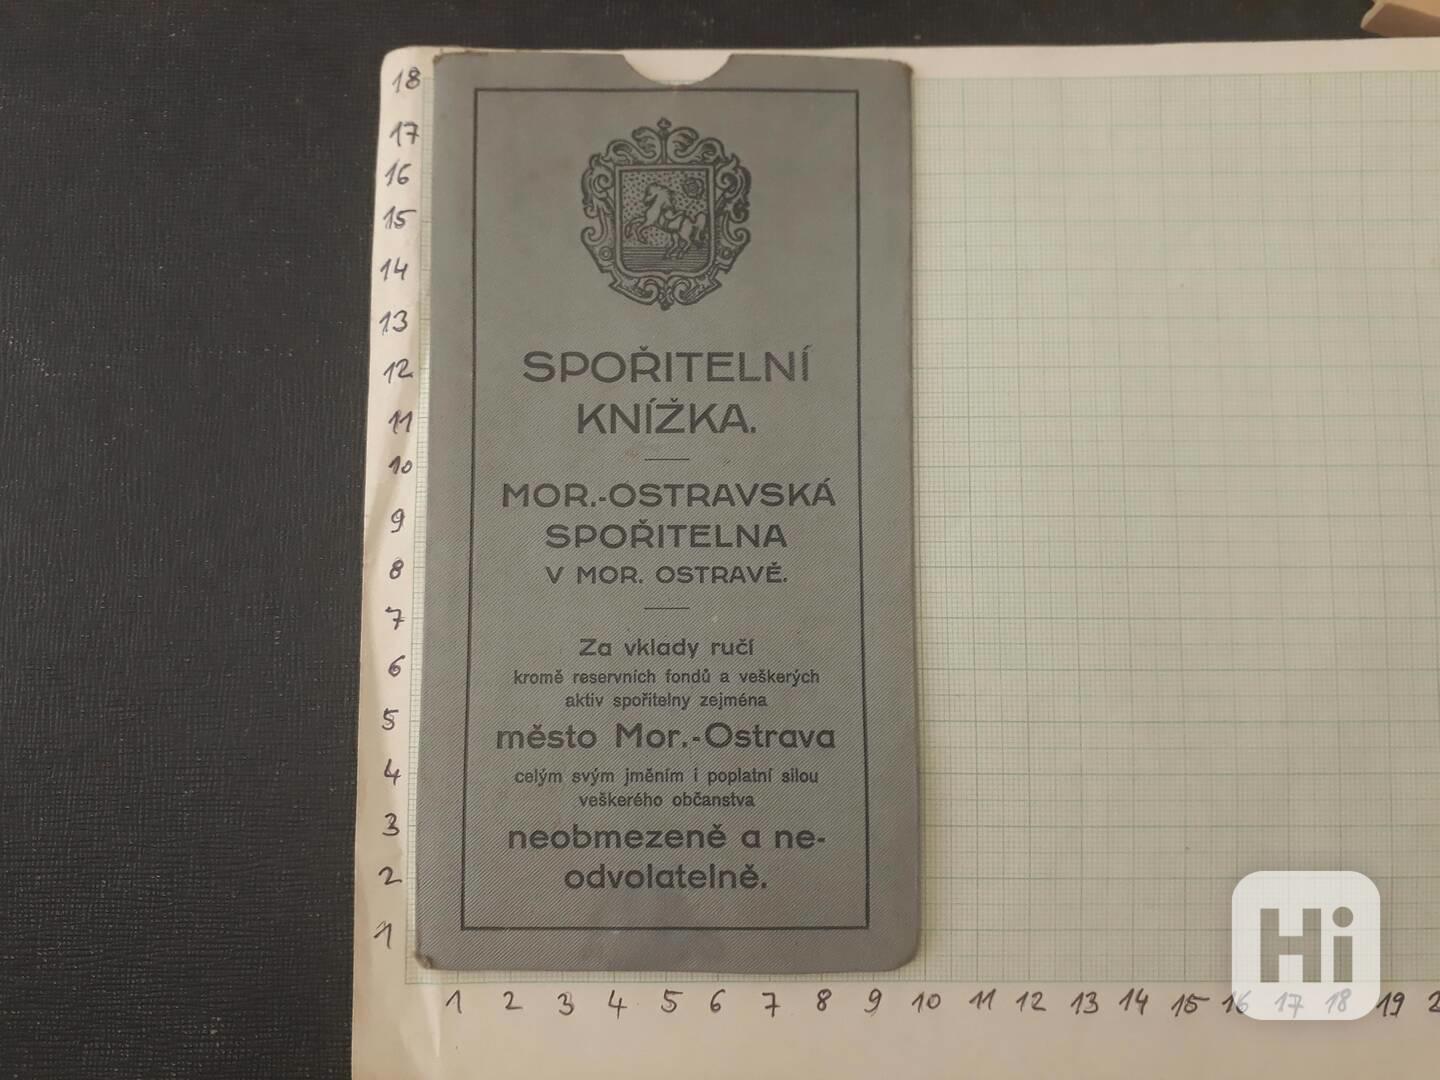 SPOŘITELNÍ
KNÍŽKA.
MOR.-OSTRAVSKÁ
SPOŘITELNA
V MOR. OSTRAVĚ.
Za vklady ručí
kromě reservních fondů a veškerých
aktiv spořitelny zejména
město Mor.-Ostrava
celým svým jměním i poplatní silou
veškerého občanstva
neobmezeně a ne-
odvolatelně.
18
17
16
15
14
13
12
11
10
9
8
7
6
5
4
3
2
1
1 2 3 4 5 6 7 8 9 10 11 12 13 14 15 16 17 18 19
Hi